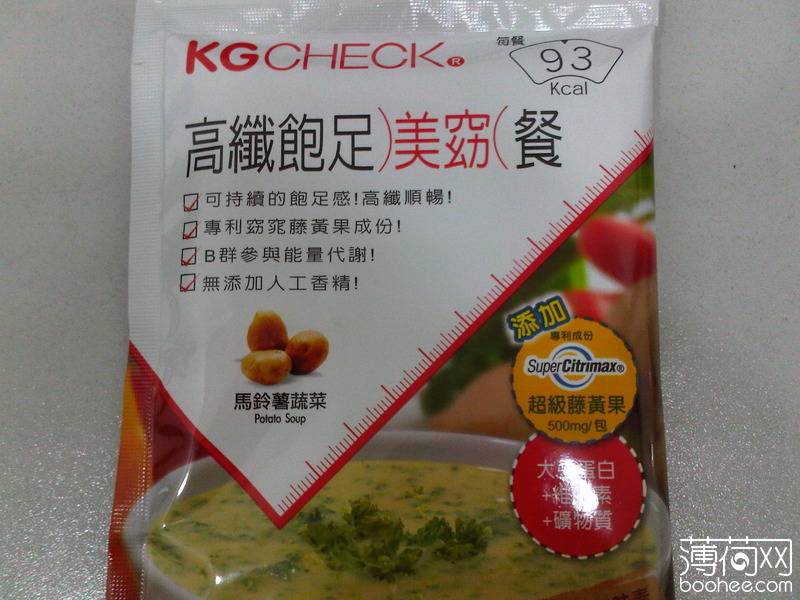 KGCHECK®
每餐
93
Kcal
高纖飽足)美窈(餐
可持續的飽足感!高纖順暢!
專利窈窕藤黃果成份!
B群參與能量代謝!
無添加人工香精!
馬鈴薯蔬菜
Potato Soup
添加
專利成份
SuperCitrimax®
超級藤黃果
500mg/包
大豆蛋白
+維生素
+礦物質
薄荷网
boohee.com